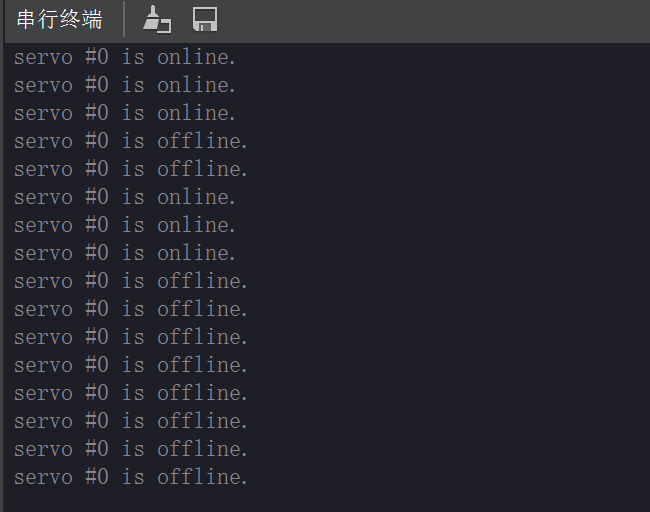 串行终端
servo #0 is online.
servo #0 is online.
servo #0 is online.
servo #0 is offline.
servo #0 is offline.
servo #0 is online.
servo #0 is online.
servo #0 is online.
servo #0 is offline.
servo #0 is offline.
servo #0 is offline.
servo #0 is offline.
servo #0 is offline.
servo #0 is offline.
servo #0 is offline.
servo #0 is offline.